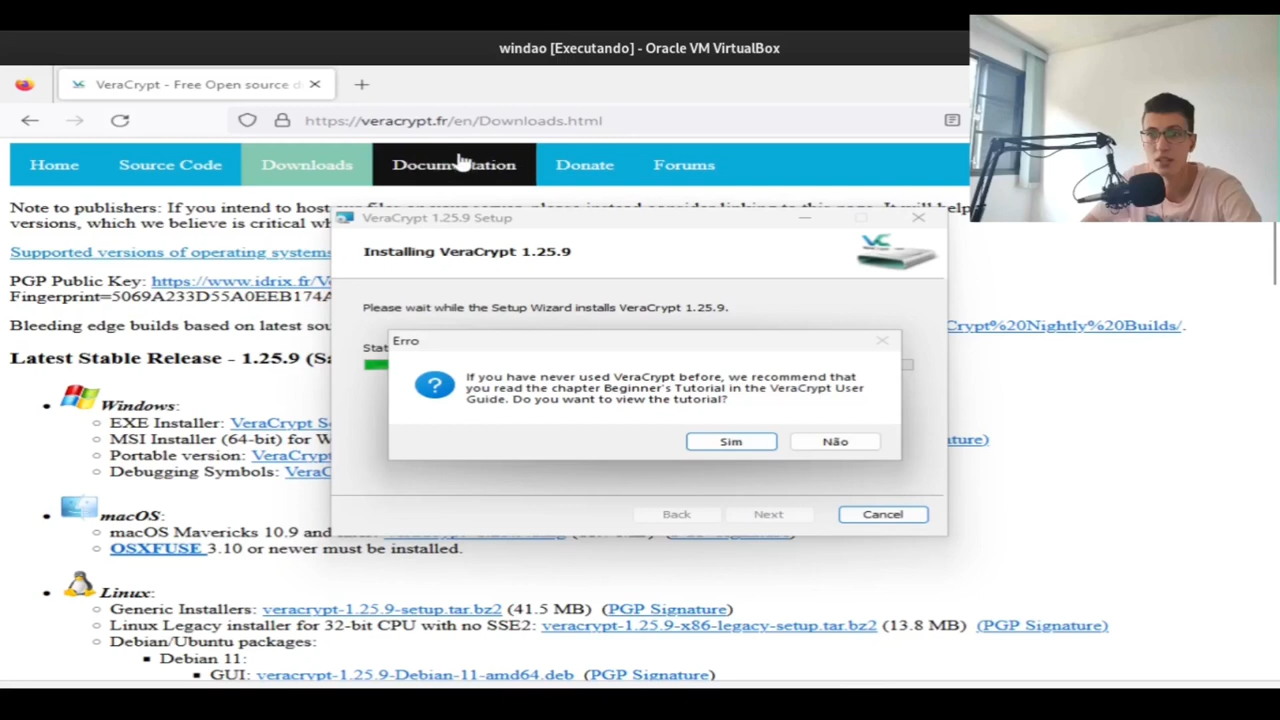 windao [Executando] - Oracle VM VirtualBox
VeraCrypt - Free Open source d
https://veracrypt.fr/en/Downloads.html
Home Source Code Downloads Documentation Donate Forums
Note to publishers: If you intend to host
It will help
versions, which we believe is critical
Supported versions of operating systems
PGP Public Key: https://www.idrix.fr/V
Fingerprint=5069A233D55A0EEB174A
Bleeding edge builds based on latest sou
Crypt%20Nightly%20Builds/.
Latest Stable Release - 1.25.9 (Sa
VeraCrypt 1.25.9 Setup
Installing VeraCrypt 1.25.9
VC
Please wait while the Setup Wizard installs VeraCrypt 1.25.9.
Stat
Erro
If you have never used VeraCrypt before, we recommend that
you read the chapter Beginner's Tutorial in the VeraCrypt User
Guide. Do you want to view the tutorial?
Sim Não
Back Next Cancel
Windows:
EXE Installer: VeraCrypt Se
MSI Installer (64-bit) for W
ature)
Portable version: VeraCrypt
Debugging Symbols: VeraC
macOS:
macOS Mavericks 10.9 and
OSXFUSE 3.10 or newer must be installed.
Linux:
Generic Installers: veracrypt-1.25.9-setup.tar.bz2 (41.5 MB) (PGP Signature)
Linux Legacy installer for 32-bit CPU with no SSE2: veracrypt-1.25.9-x86-legacy-setup.tar.bz2 (13.8 MB) (PGP Signature)
Debian/Ubuntu packages:
Debian 11:
GUI: veracrypt-1.25.9-Debian-11-amd64.deb (PGP Signature)